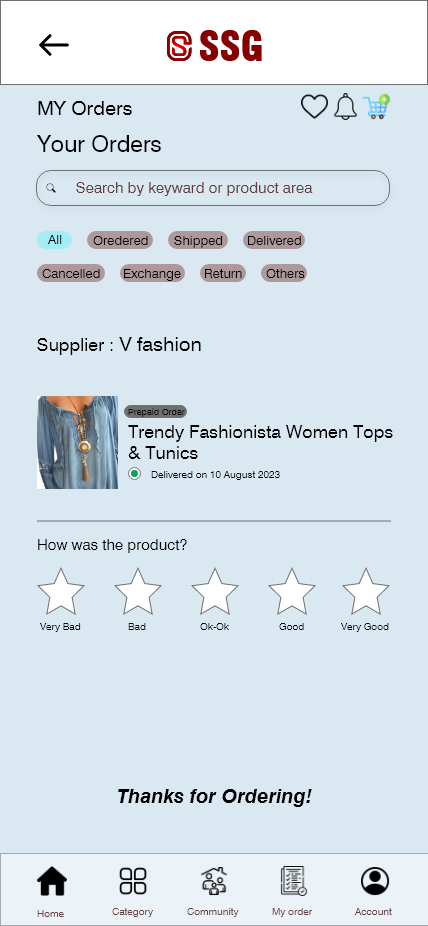 SSG
MY Orders
Your Orders
Search by keyward or product area
All Oredered Shipped Delivered
Cancelled Exchange Return Others
Supplier : V fashion
Prepaid Order
Trendy Fashionista Women Tops
& Tunics
Delivered on 10 August 2023
How was the product?
Very Bad Bad Ok-Ok Good Very Good
Thanks for Ordering!
Home Category Community My order Account